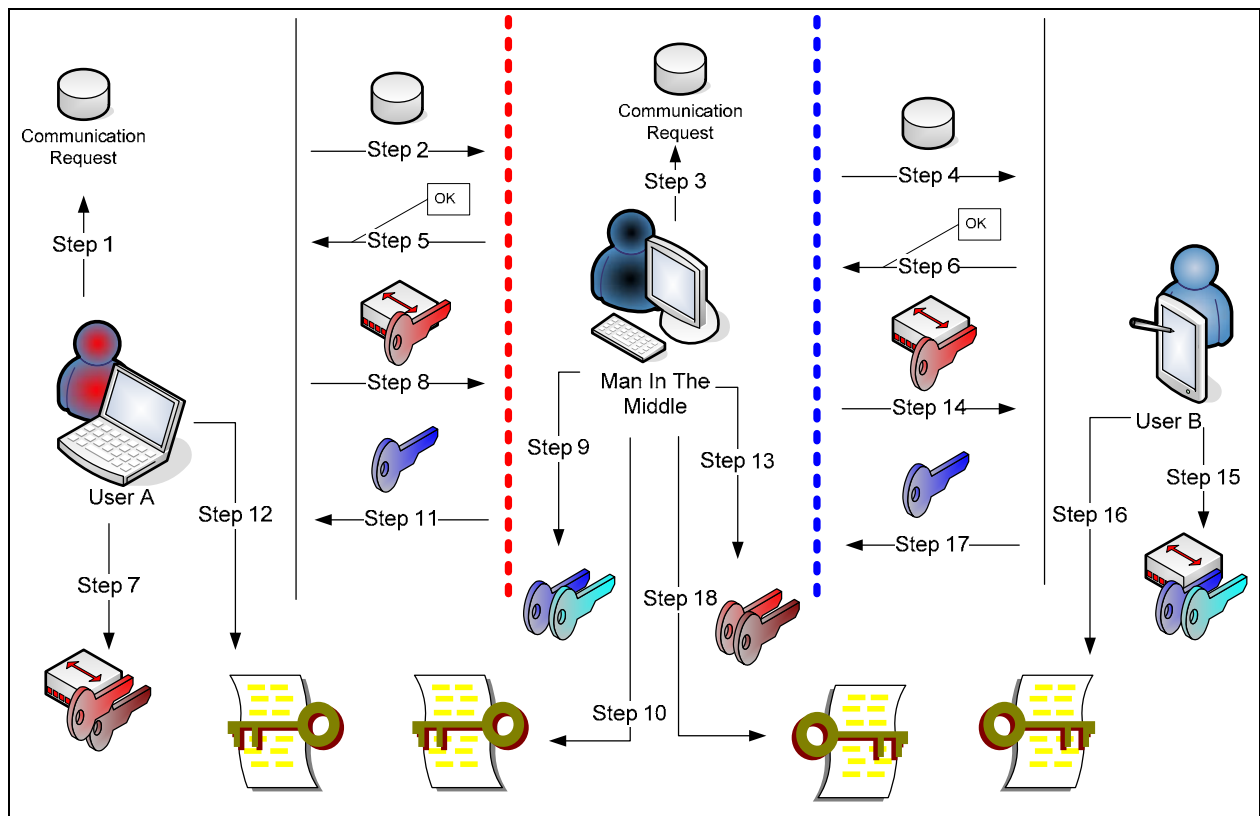 Communication
Request
Step 1
Step 2
OK
Step 5
Step 8
Step 11
User A
Step 7
Step 12
Communication
Request
Step 3
Man In The
Middle
Step 9
Step 13
Step 10
Step 18
Step 4
OK
Step 6
Step 14
Step 17
User B
Step 15
Step 16